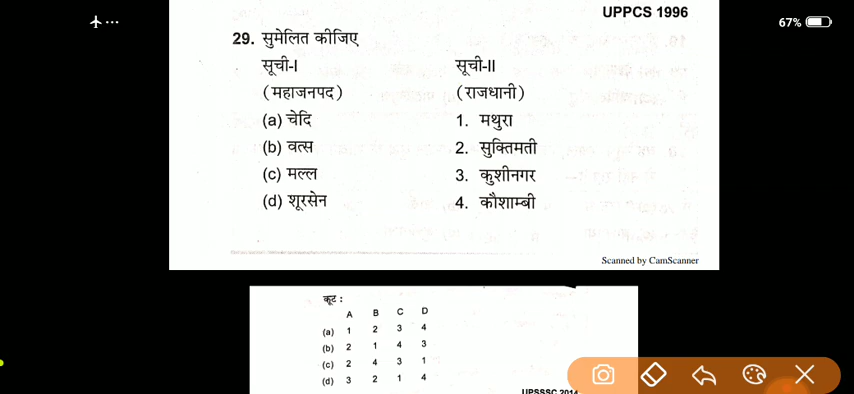 UPPCS 1996
67%
29. सुमेलित कीजिए
सूची-I सूची-II
(महाजनपद) (राजधानी)
(a) चेदि 1. मथुरा
(b) वत्स 2. सुक्तिमती
(c) मल्ल 3. कुशीनगर
(d) शूरसेन 4. कौशाम्बी
Scanned by CamScanner
कूट :
A B C D
(a) 1 2 3 4
(b) 2 1 4 3
(c) 2 4 3 1
(d) 3 2 1 4
UPSSSC 2014